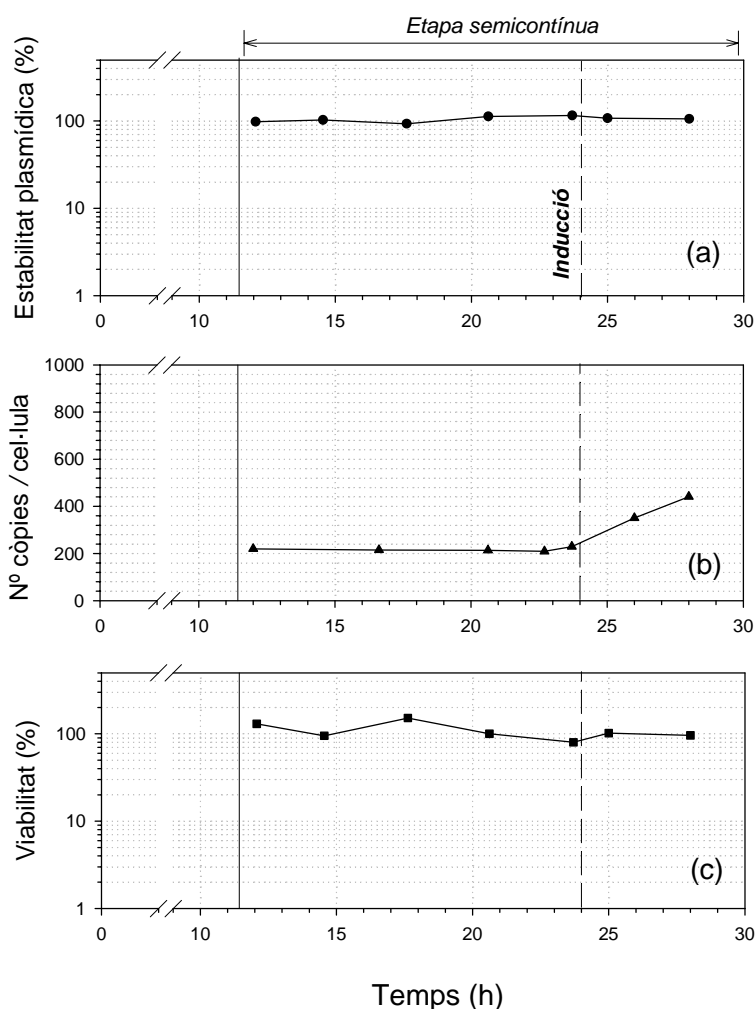 Etapa semicontínua
Estabilitat plasmídica (%)
100
10
1
Inducció
(a)
0 10 15 20 25 30
Nº còpies / cel·lula
1000
800
600
400
200
0
(b)
0 10 15 20 25 30
Viabilitat (%)
100
10
1
(c)
0 10 15 20 25 30
Temps (h)